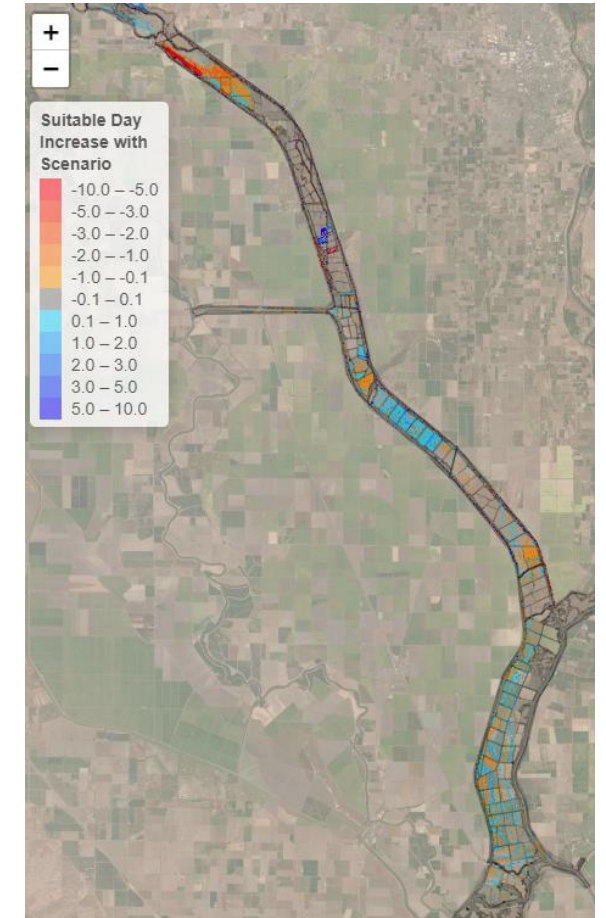 +
−
Suitable Day
Increase with
Scenario
-10.0 – -5.0
-5.0 – -3.0
-3.0 – -2.0
-2.0 – -1.0
-1.0 – -0.1
-0.1 – 0.1
0.1 – 1.0
1.0 – 2.0
2.0 – 3.0
3.0 – 5.0
5.0 – 10.0